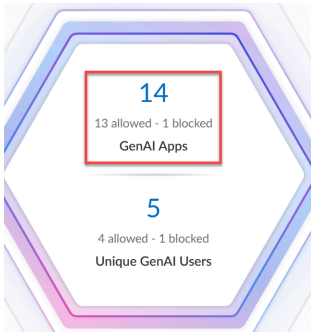 14
13 allowed - 1 blocked
GenAI Apps
5
4 allowed - 1 blocked
Unique GenAI Users